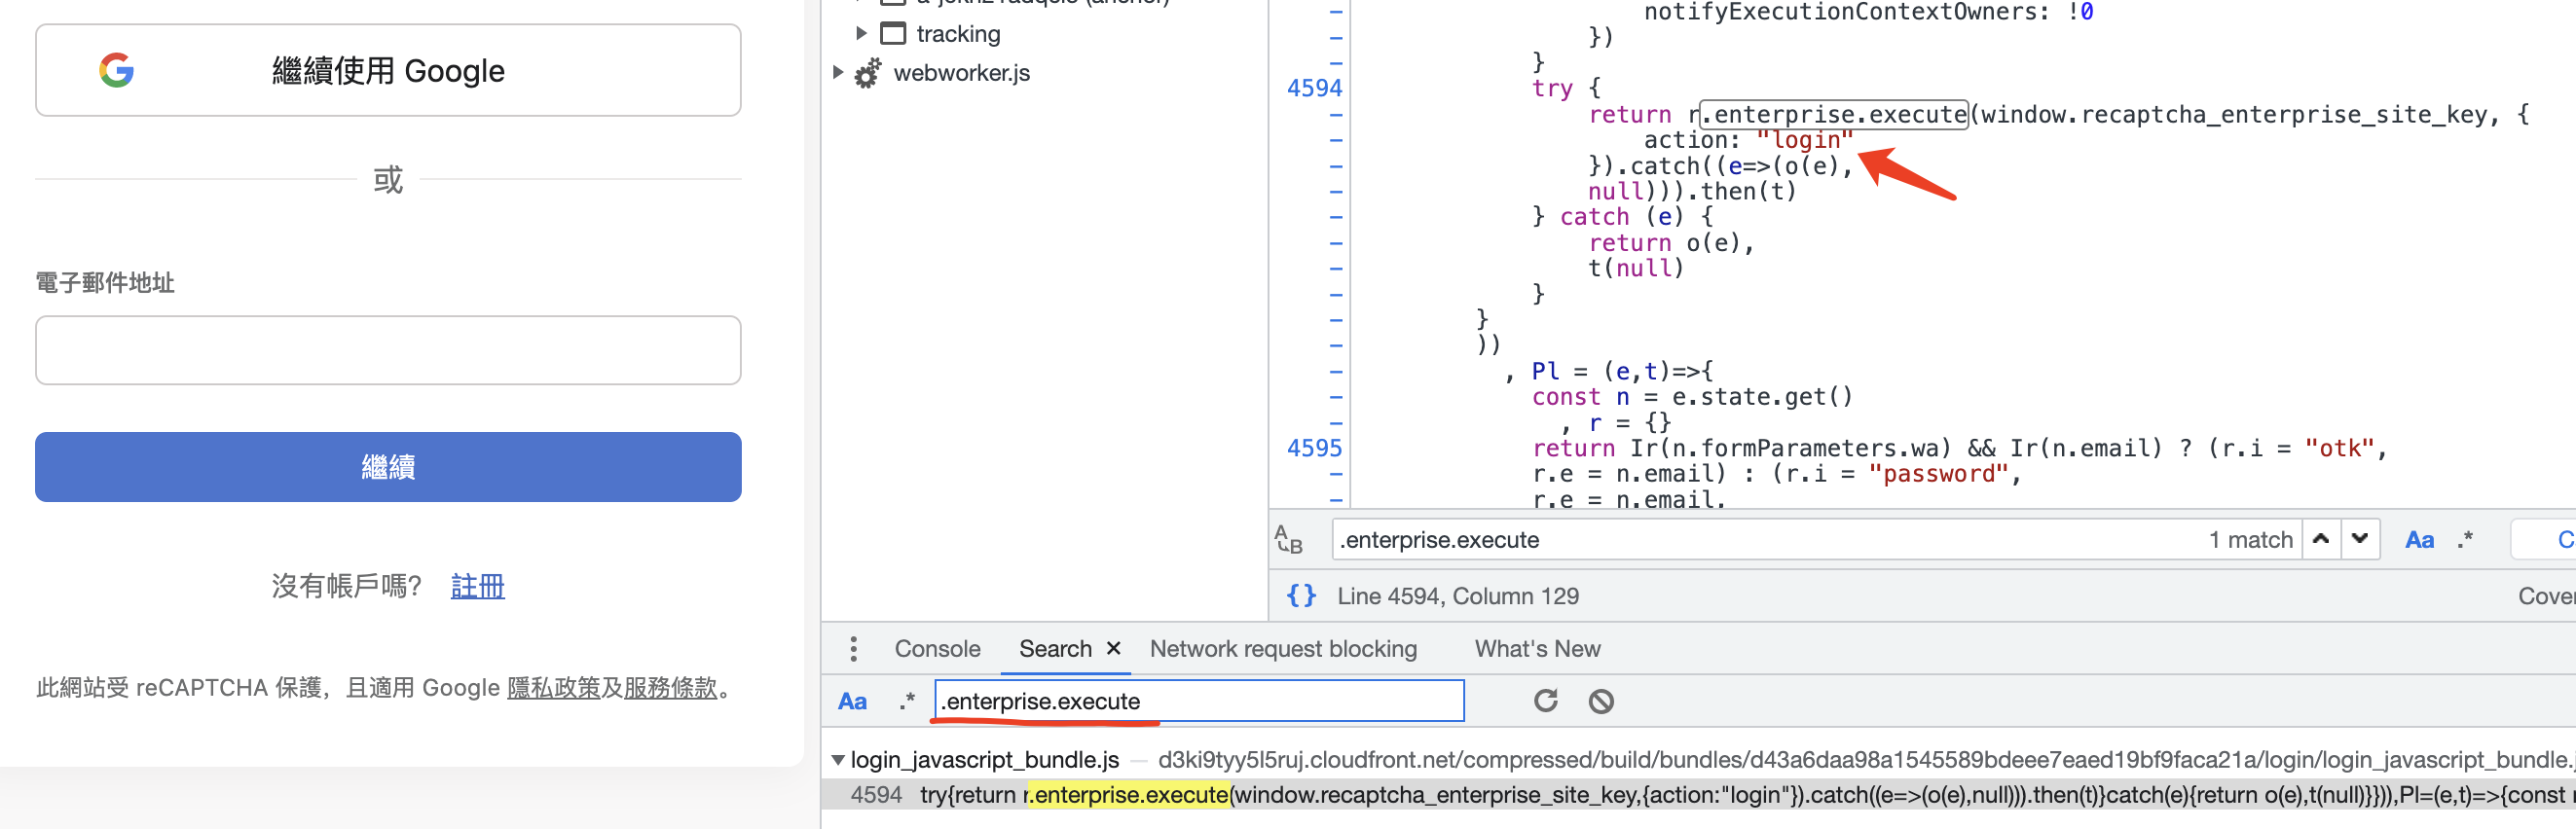 繼續使用 Google
或
電子郵件地址
繼續
沒有帳戶嗎? 註冊
此網站受 reCAPTCHA 保護，且適用 Google 隱私政策及服務條款。
tracking
webworker.js
notifyExecutionContextOwners: !0
})
}
4594 try {
return r.enterprise.execute(window.recaptcha_enterprise_site_key, {
action: "login"
}).catch((e=>(o(e),
null))).then(t)
} catch (e) {
return o(e),
t(null)
}
}
))
, Pl = (e,t)=>{
const n = e.state.get()
, r = {}
4595 return Ir(n.formParameters.wa) && Ir(n.email) ? (r.i = "otk",
r.e = n.email) : (r.i = "password",
r.e = n.email,
.enterprise.execute 1 match Aa .* C
{} Line 4594, Column 129 Cover
Console Search × Network request blocking What's New
Aa .* .enterprise.execute
login_javascript_bundle.js — d3ki9tyy5l5ruj.cloudfront.net/compressed/build/bundles/d43a6daa98a1545589bdeee7eaed19bf9faca21a/login/login_javascript_bundle.j
4594 try{return r.enterprise.execute(window.recaptcha_enterprise_site_key,{action:"login"}).catch((e=>(o(e),null))).then(t)}catch(e){return o(e),t(null)}})),Pl=(e,t)=>{const